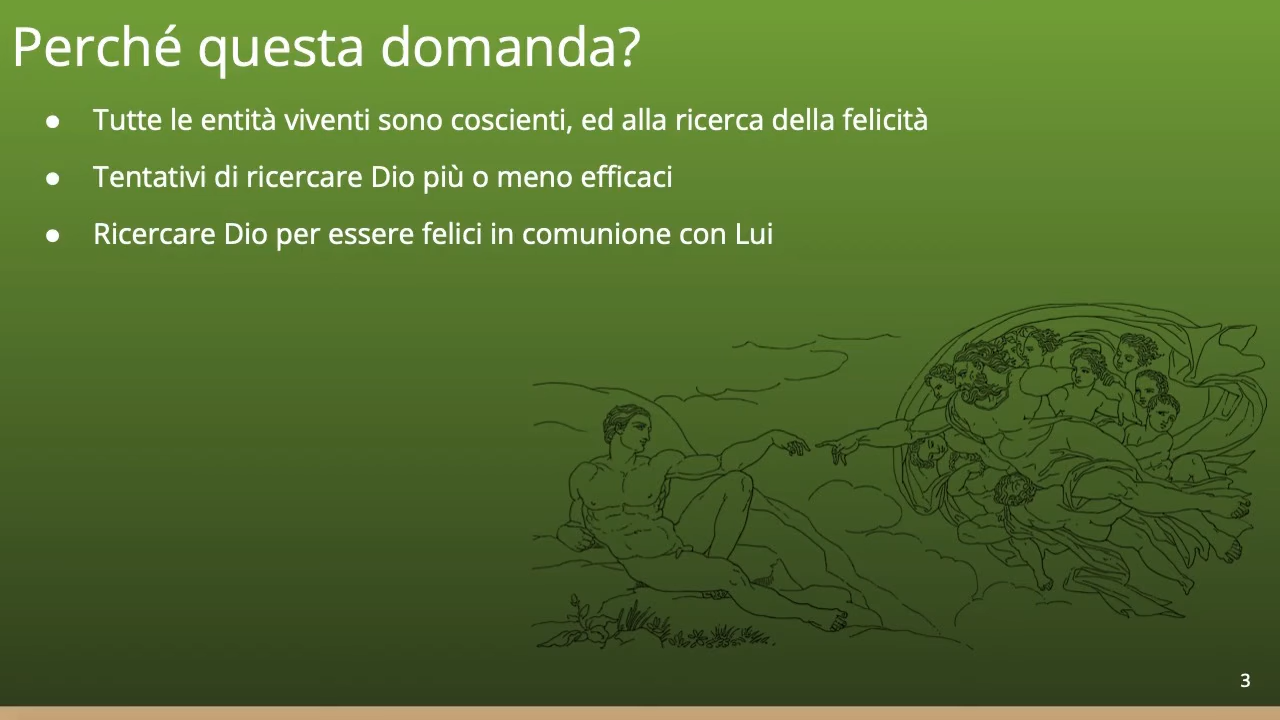 Perché questa domanda?
● Tutte le entità viventi sono coscienti, ed alla ricerca della felicità
● Tentativi di ricercare Dio più o meno efficaci
● Ricercare Dio per essere felici in comunione con Lui
3